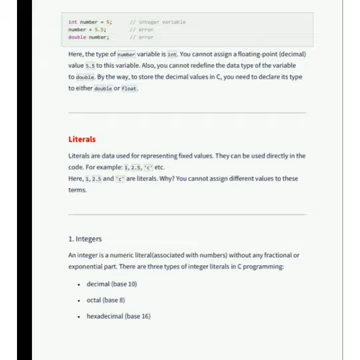 int number = 5;      // integer variable
number = 5.5;        // error
double number;       // error
Here, the type of number variable is int. You cannot assign a floating-point (decimal)
value 5.5 to this variable. Also, you cannot redefine the data type of the variable
to double. By the way, to store the decimal values in C, you need to declare its type
to either double or float.
Literals
Literals are data used for representing fixed values. They can be used directly in the
code. For example: 1, 2.5, 'c' etc.
Here, 1, 2.5 and 'c' are literals. Why? You cannot assign different values to these
terms.
1. Integers
An integer is a numeric literal(associated with numbers) without any fractional or
exponential part. There are three types of integer literals in C programming:
• decimal (base 10)
• octal (base 8)
• hexadecimal (base 16)